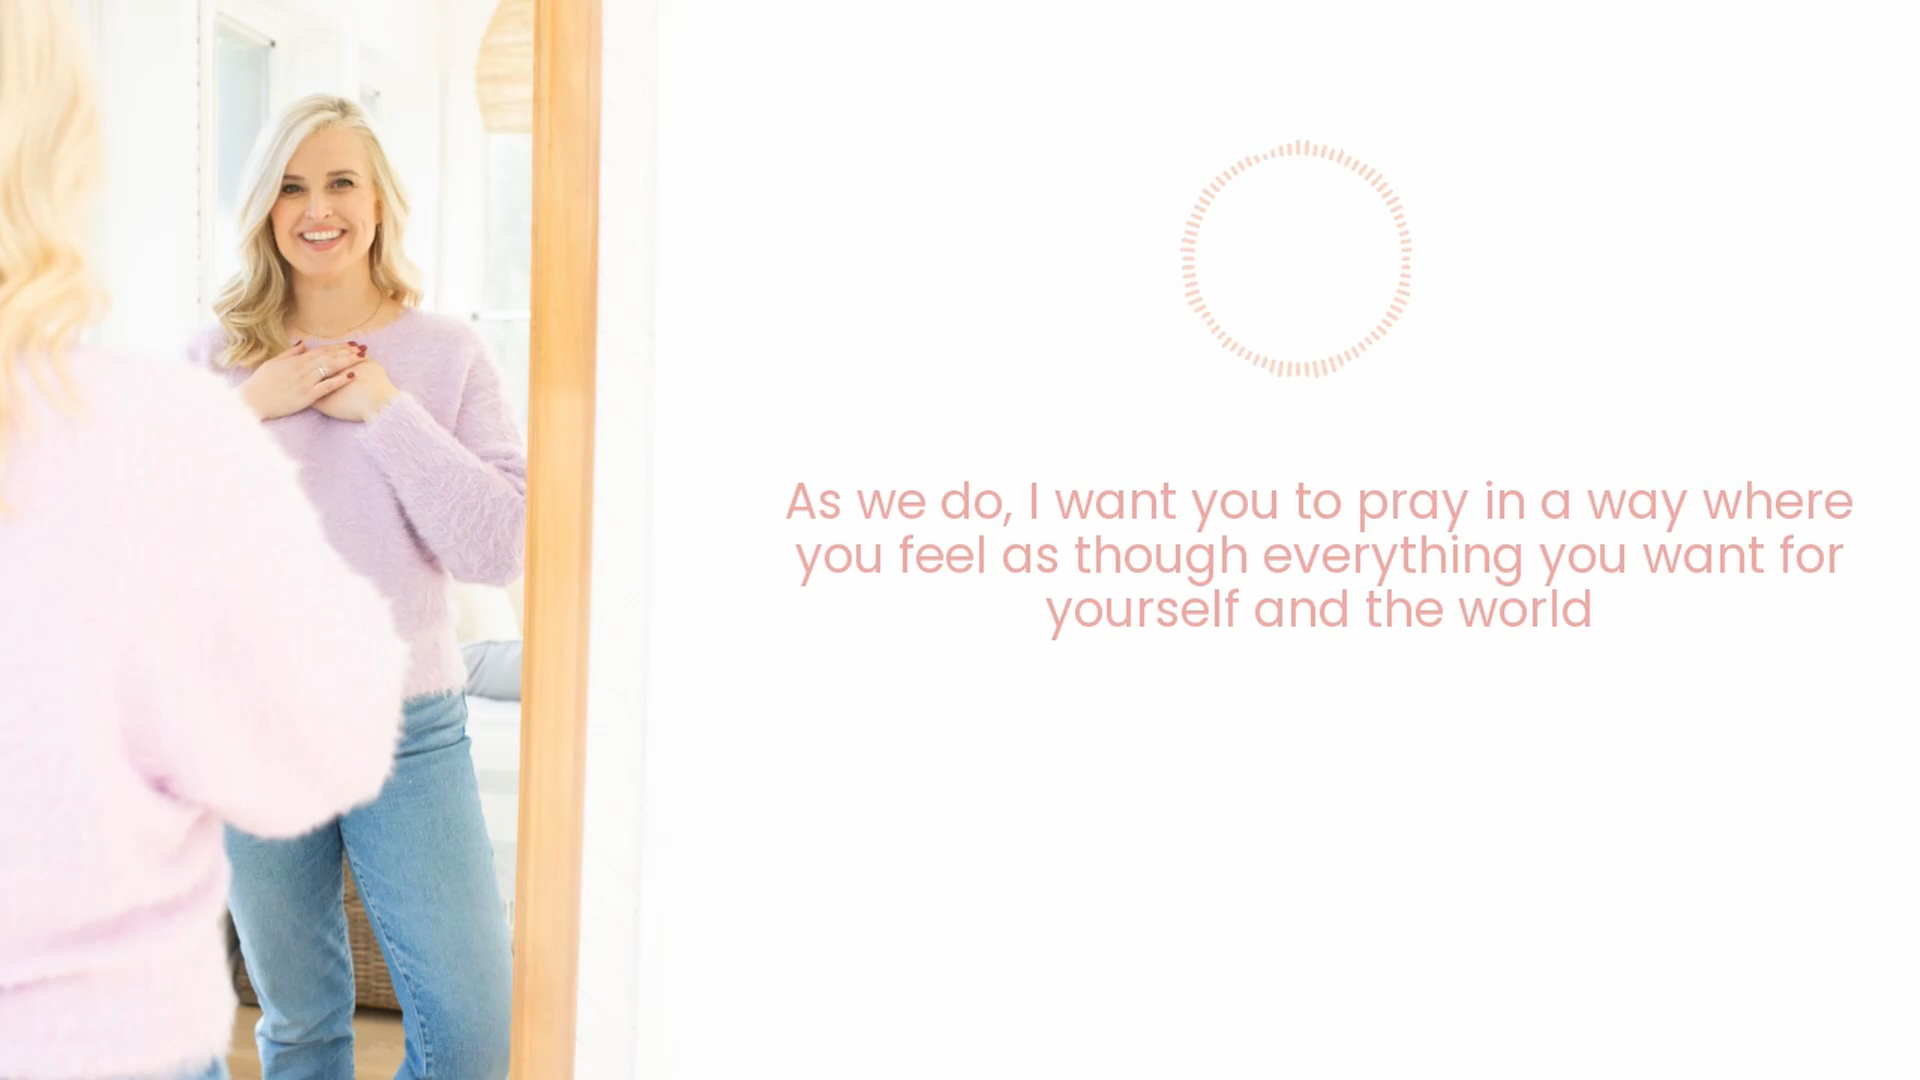 As we do, I want you to pray in a way where
you feel as though everything you want for
yourself and the world